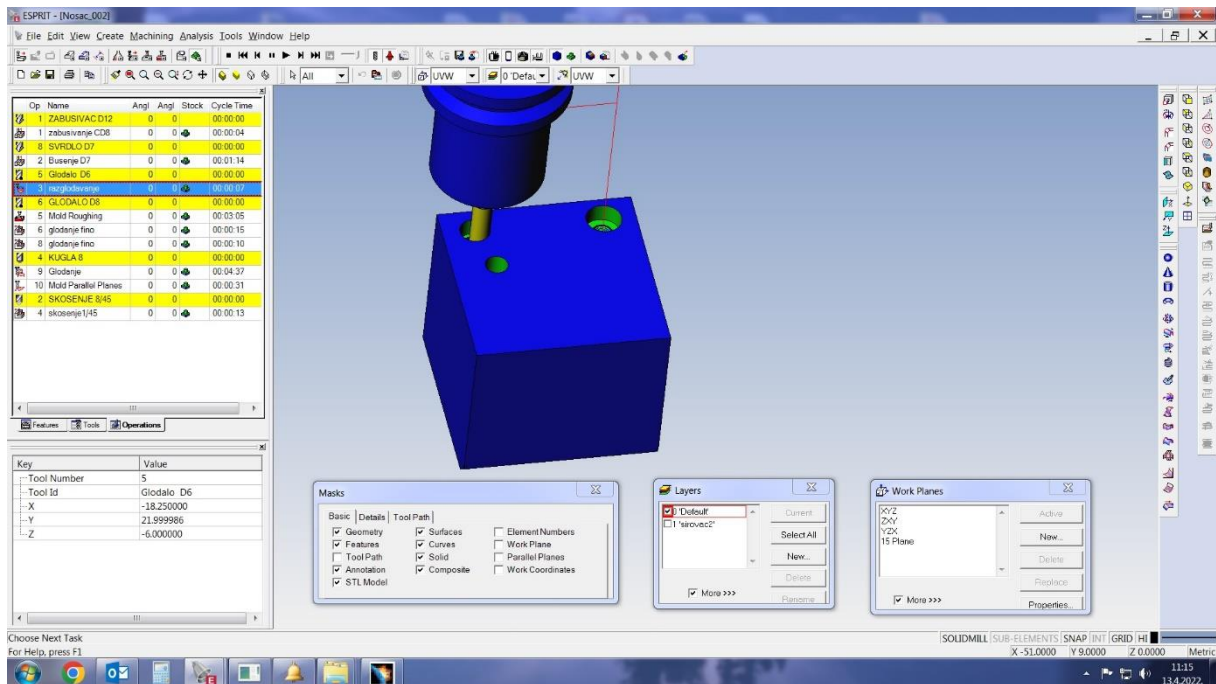 ESPRIT - [Nosac_002]
File Edit View Create Machining Analysis Tools Window Help
All UVW 0 'Defau UVW
Op Name Angl Angl Stock Cycle Time
1 ZABUSIVAC D12 0 0 00:00:00
1 zabusivanje CD8 0 0 00:00:04
8 SVRDLO D7 0 0 00:00:00
2 Busenje D7 0 0 00:01:14
5 Glodalo D6 0 0 00:00:00
3 razglodavanje 0 0 00:00:07
6 GLODALO D8 0 0 00:00:00
5 Mold Roughing 0 0 00:03:05
6 glodanje fino 0 0 00:00:15
8 glodanje fino 0 0 00:00:10
4 KUGLA 8 0 0 00:00:00
9 Glodanje 0 0 00:04:37
10 Mold Parallel Planes 0 0 00:00:31
2 SKOSENJE 8/45 0 0 00:00:00
4 skosenje1/45 0 0 00:00:13
Features Tools Operations
Key Value
Tool Number 5
Tool Id Glodalo D6
X -18.250000
Y 21.999986
Z -6.000000
Masks
Basic Details Tool Path
Geometry Surfaces Element Numbers
Features Curves Work Plane
Tool Path Solid Parallel Planes
Annotation Composite Work Coordinates
STL Model
Layers
0 'Default' Current
1 'sirovac2'
Select All
New...
Delete
More >>> Rename
Work Planes
XYZ Active
ZXY
YZX New...
15 Plane
Delete
Replace
More >>> Properties...
Choose Next Task SOLIDMILL SUB-ELEMENTS SNAP INT GRID HI
For Help, press F1 X -51.0000 Y 9.0000 Z 0.0000 Metric
11:15
13.4.2022.